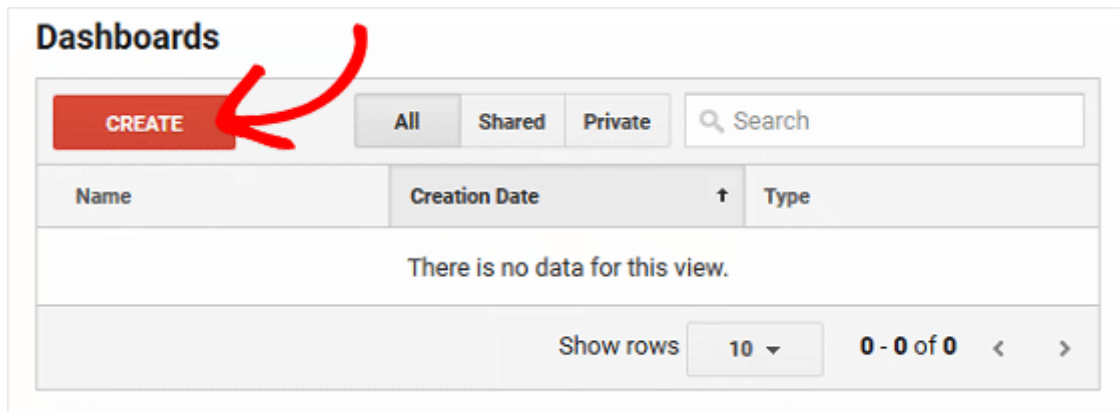 Dashboards
CREATE All Shared Private Search
Name Creation Date Type
There is no data for this view.
Show rows 10 0 - 0 of 0